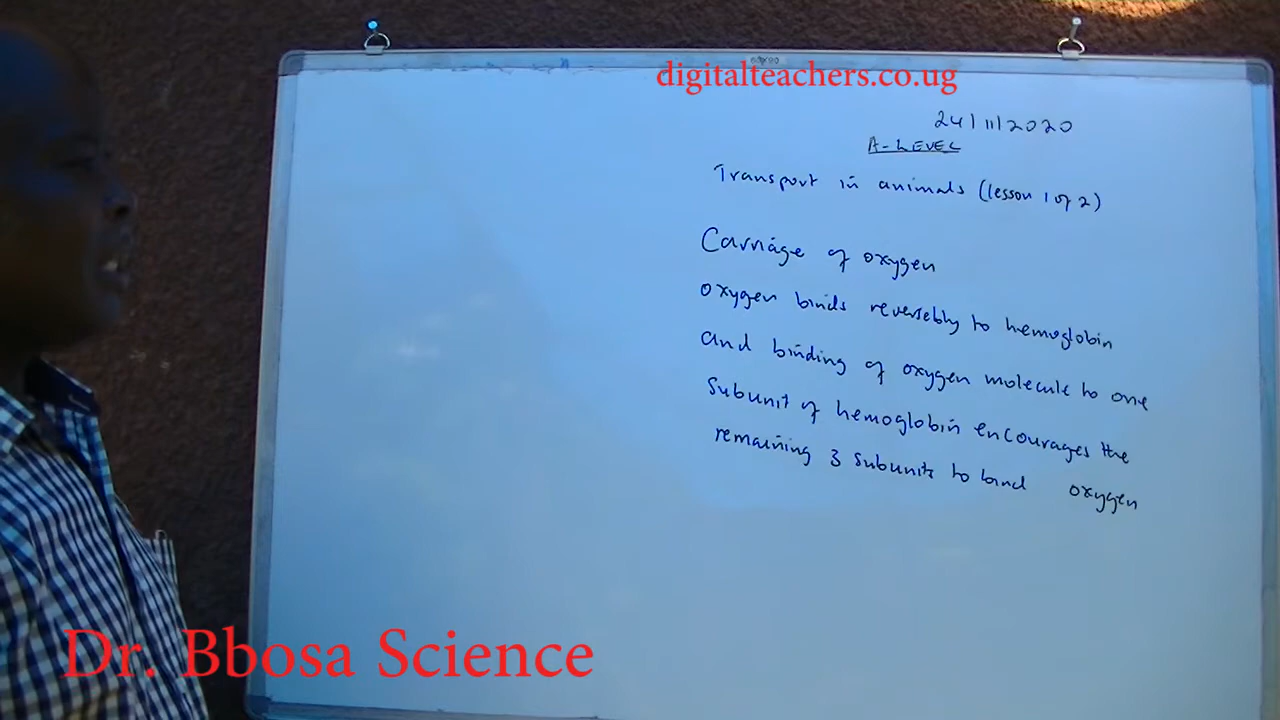 60x90
digitalteachers.co.ug
24/11/2020
A-LEVEL
Transport in animals (lesson 1 of 2)
Carriage of oxygen
oxygen binds reversebly to hemoglobin
and binding of oxygen molecule to one
subunit of hemoglobin encourages the
remaining 3 subunits to bind oxygen
Dr. Bbosa Science